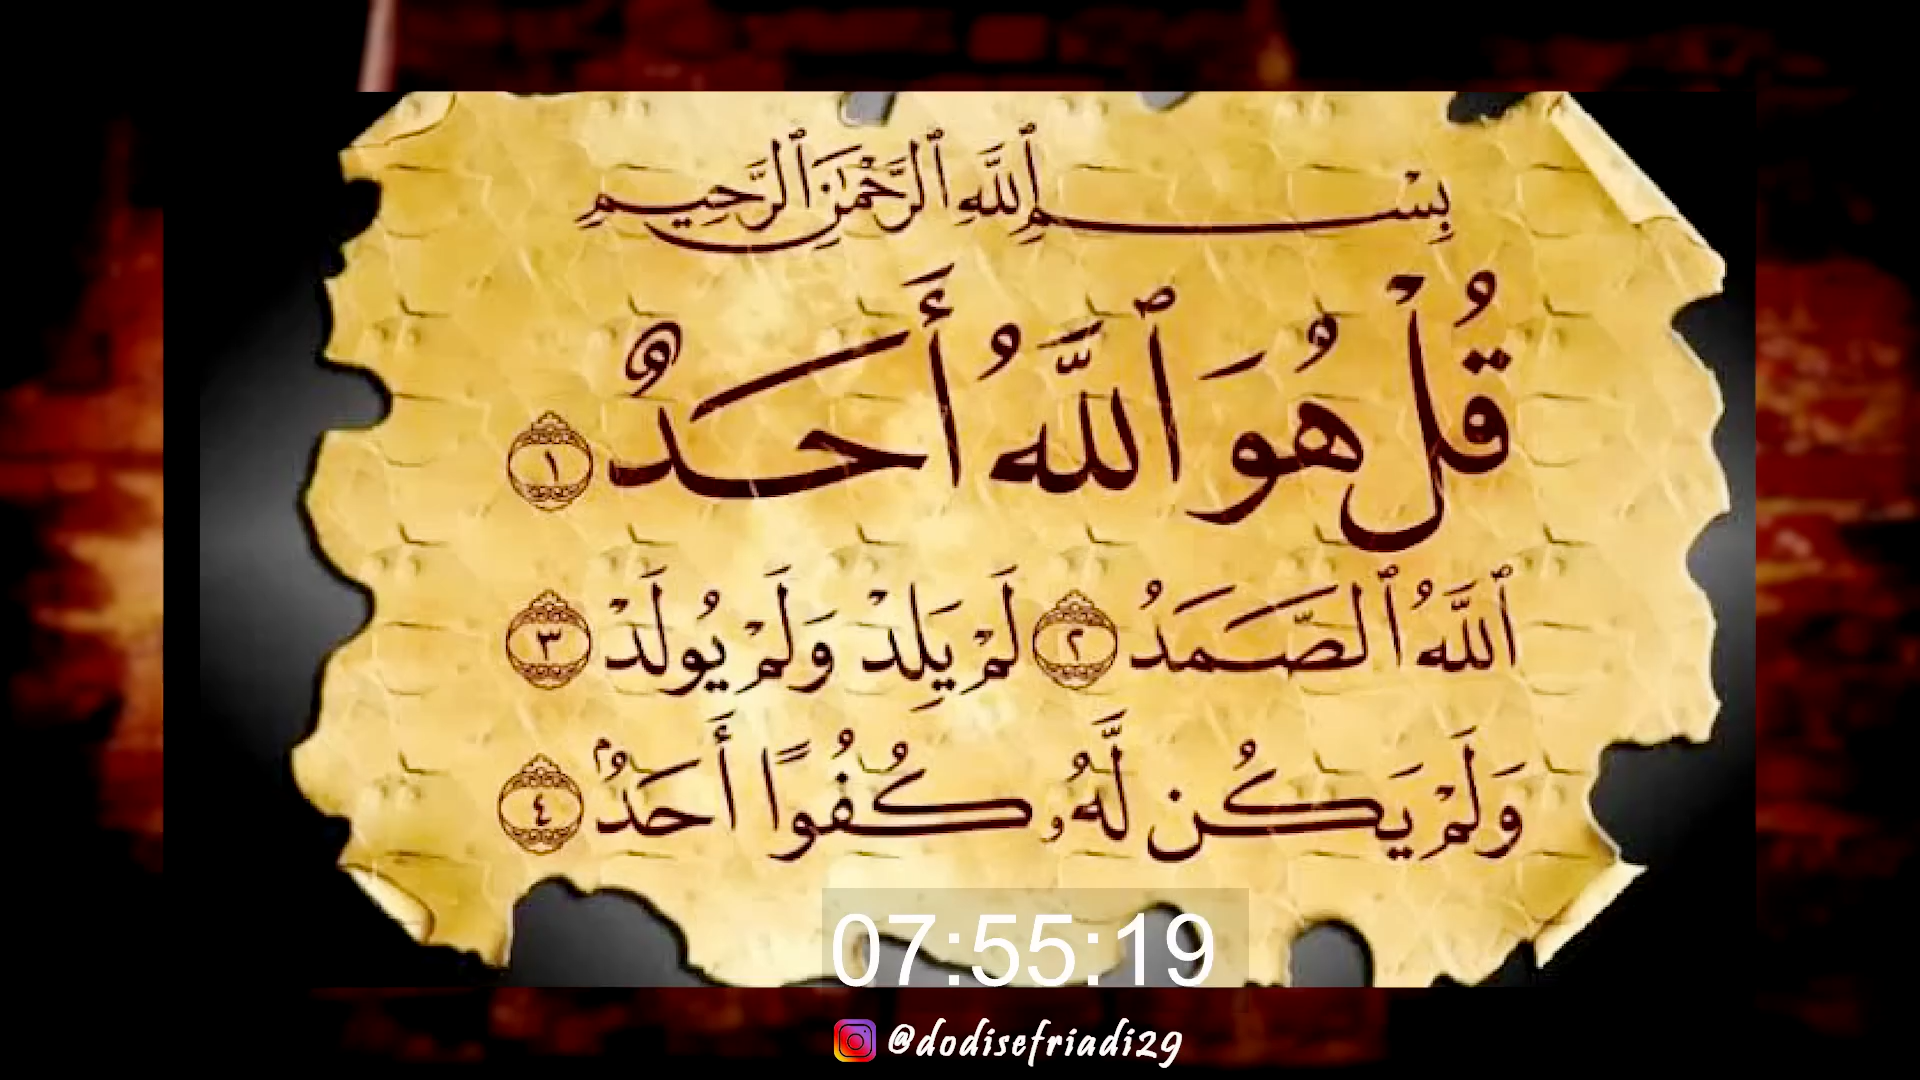 بِسْمِ ٱللَّهِ ٱلرَّحْمَٰنِ ٱلرَّحِيمِ
قُلْ هُوَ ٱللَّهُ أَحَدٌ ١
ٱللَّهُ ٱلصَّمَدُ ٢ لَمْ يَلِدْ وَلَمْ يُولَدْ ٣
وَلَمْ يَكُن لَّهُۥ كُفُوًا أَحَدُۢ ٤
07:55:19
@dodisefriadi29